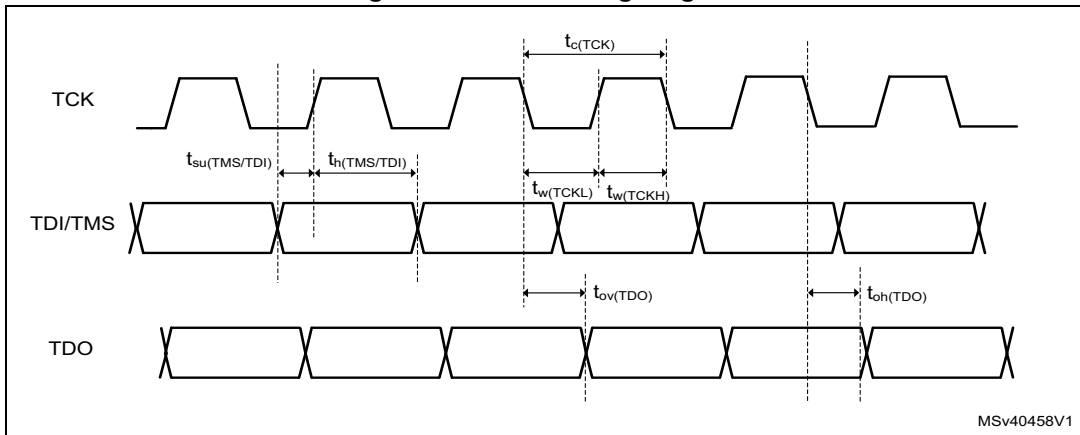 t_c(TCK)
TCK
t_su(TMS/TDI)
t_h(TMS/TDI)
t_w(TCKL)
t_w(TCKH)
TDI/TMS
t_ov(TDO)
t_oh(TDO)
TDO
MSv40458V1